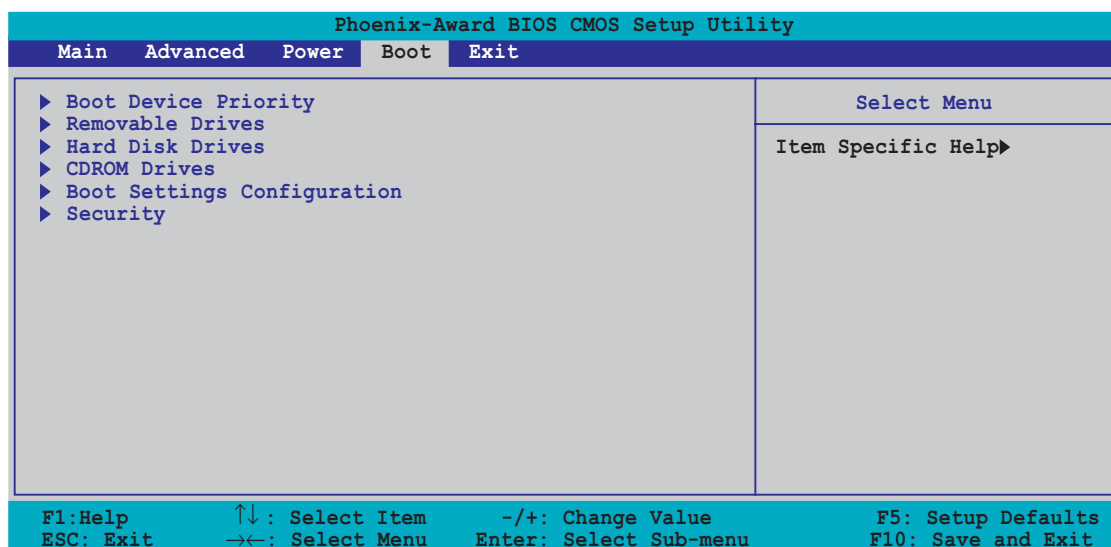 Phoenix-Award BIOS CMOS Setup Utility
Main Advanced Power Boot Exit
Boot Device Priority
Removable Drives
Hard Disk Drives
CDROM Drives
Boot Settings Configuration
Security
Select Menu
Item Specific Help
F1:Help ↑↓: Select Item -/+: Change Value F5: Setup Defaults
ESC: Exit →←: Select Menu Enter: Select Sub-menu F10: Save and Exit